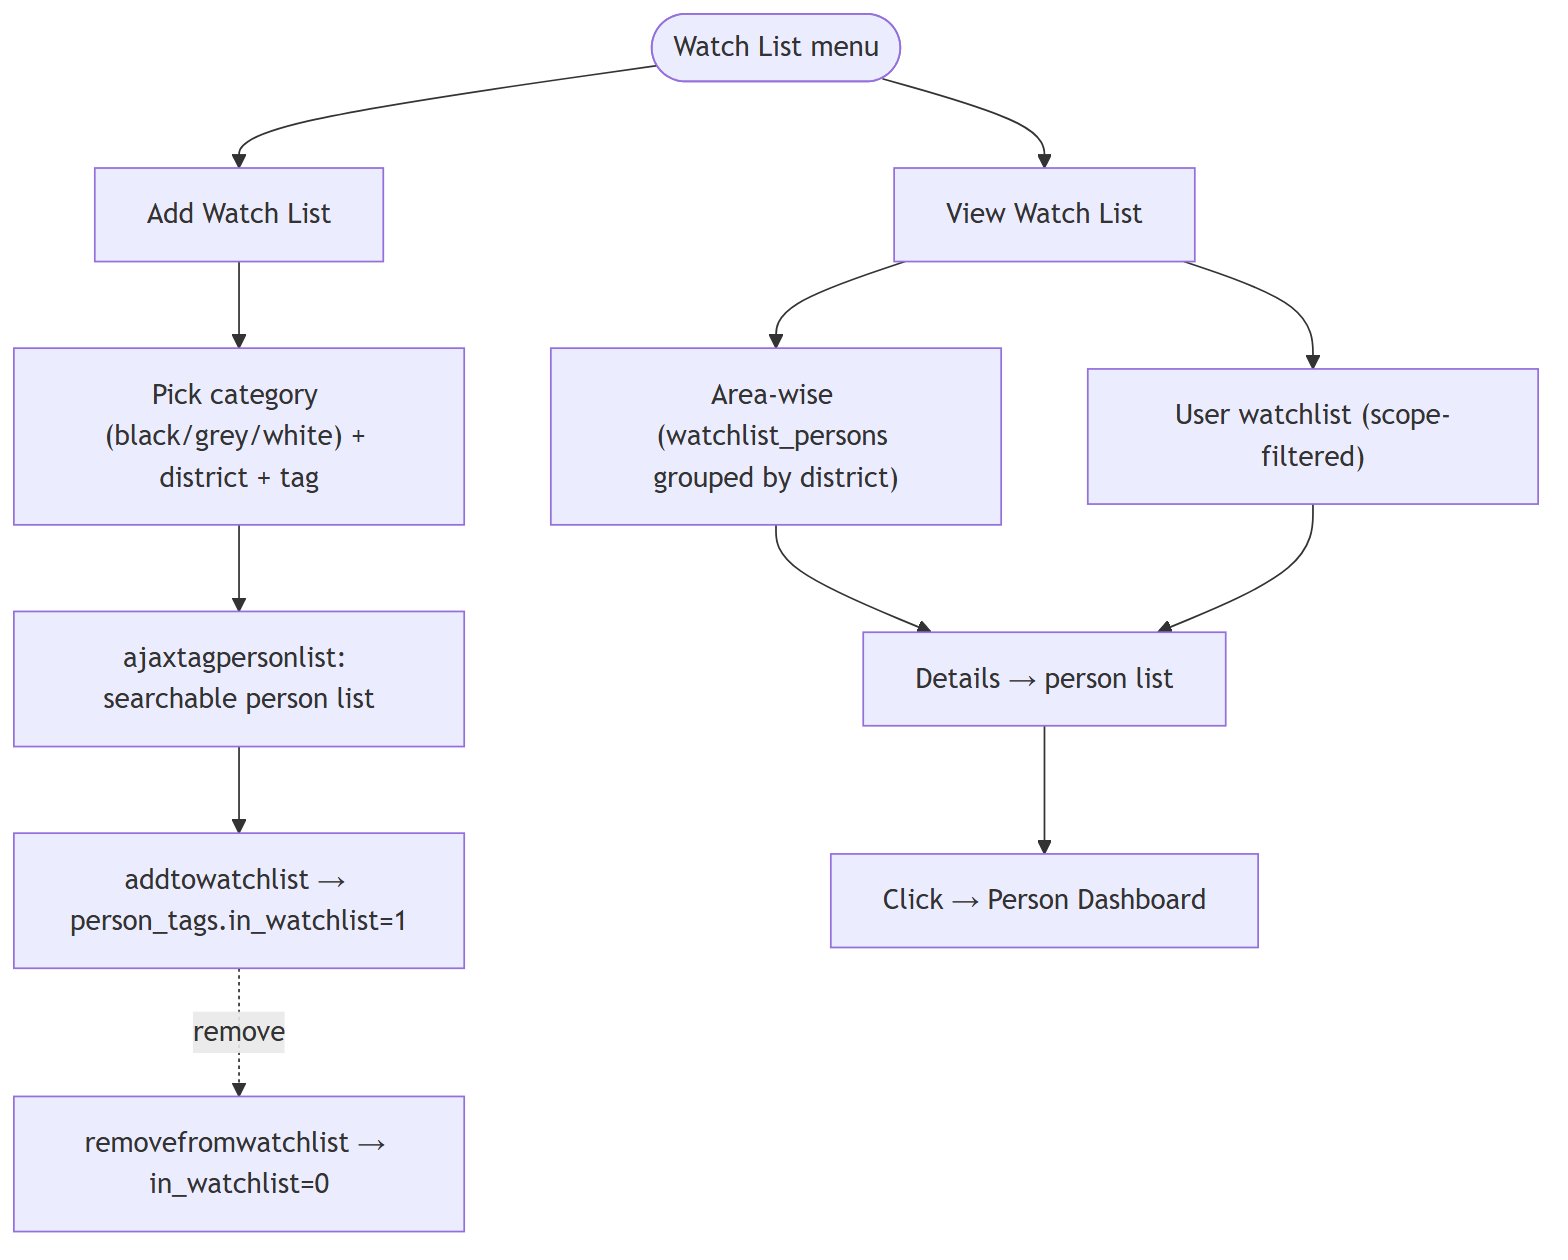 Watch List menu
Add Watch List
View Watch List
Pick category
(black/grey/white) +
district + tag
Area-wise
(watchlist_persons
grouped by district)
User watchlist (scope-
filtered)
ajaxtagpersonlist:
searchable person list
Details → person list
addtowatchlist →
person_tags.in_watchlist=1
Click → Person Dashboard
remove
removefromwatchlist →
in_watchlist=0